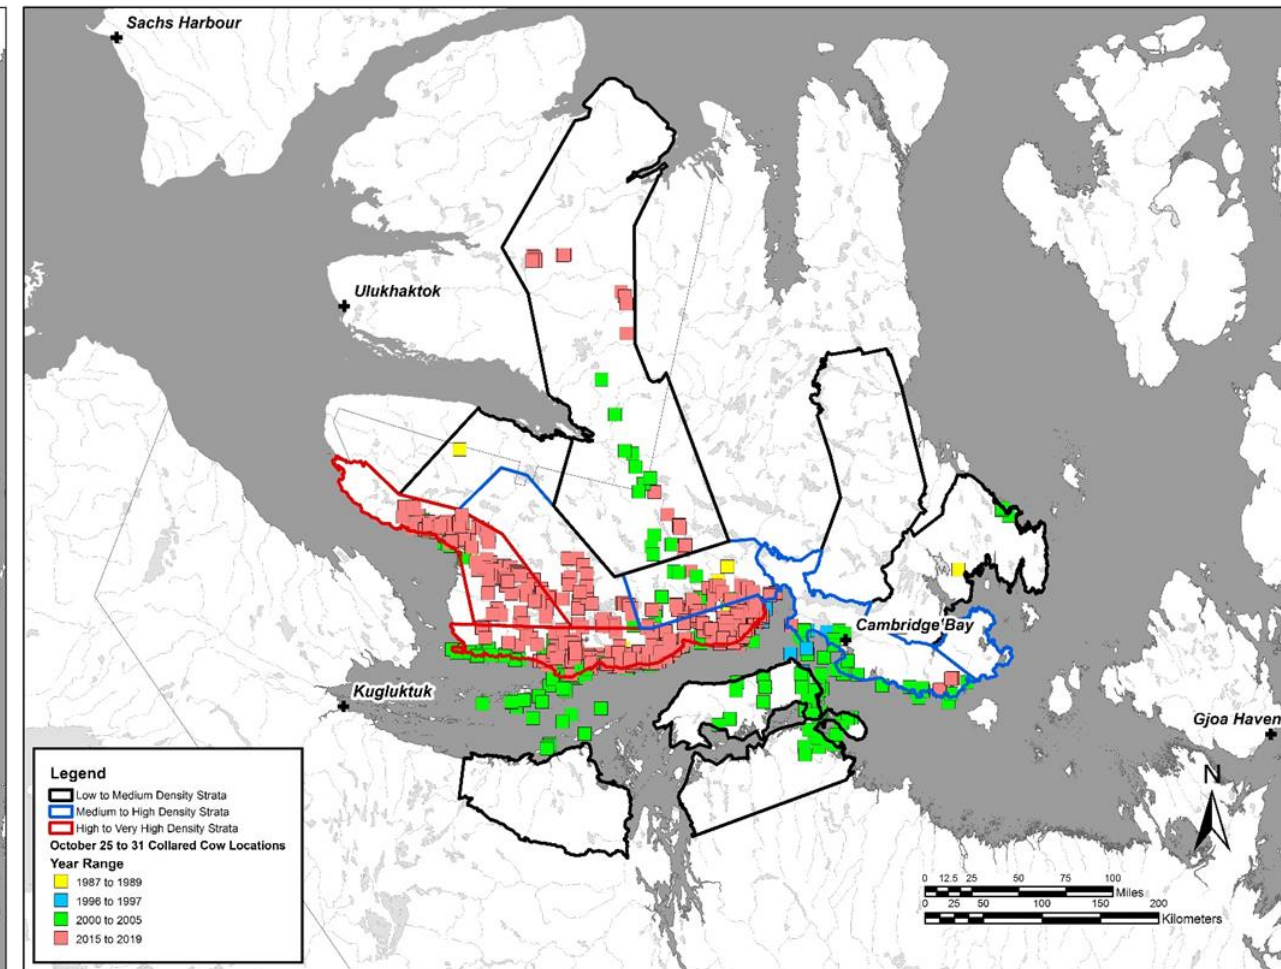 Sachs Harbour
Ulukhaktok
Cambridge Bay
Kugluktuk
Gjoa Haven
N
Legend
Low to Medium Density Strata
Medium to High Density Strata
High to Very High Density Strata
October 25 to 31 Collared Cow Locations
Year Range
1987 to 1989
1996 to 1997
2000 to 2005
2015 to 2019
0 12.5 25 50 75 100
Miles
0 25 50 100 150 200
Kilometers